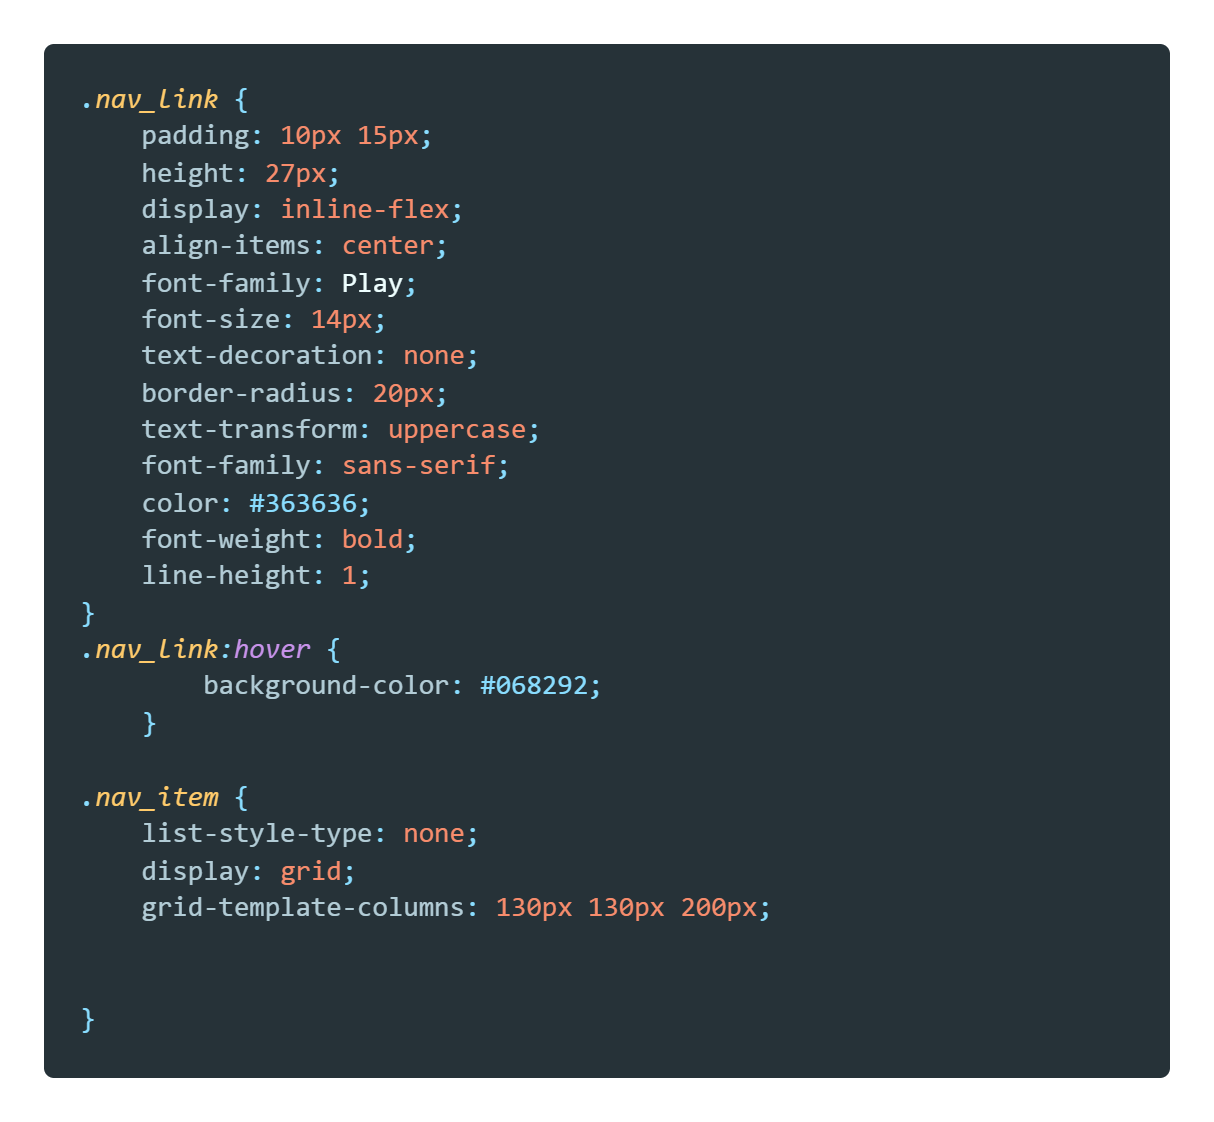 .nav_link {
    padding: 10px 15px;
    height: 27px;
    display: inline-flex;
    align-items: center;
    font-family: Play;
    font-size: 14px;
    text-decoration: none;
    border-radius: 20px;
    text-transform: uppercase;
    font-family: sans-serif;
    color: #363636;
    font-weight: bold;
    line-height: 1;
}
.nav_link:hover {
        background-color: #068292;
    }

.nav_item {
    list-style-type: none;
    display: grid;
    grid-template-columns: 130px 130px 200px;


}